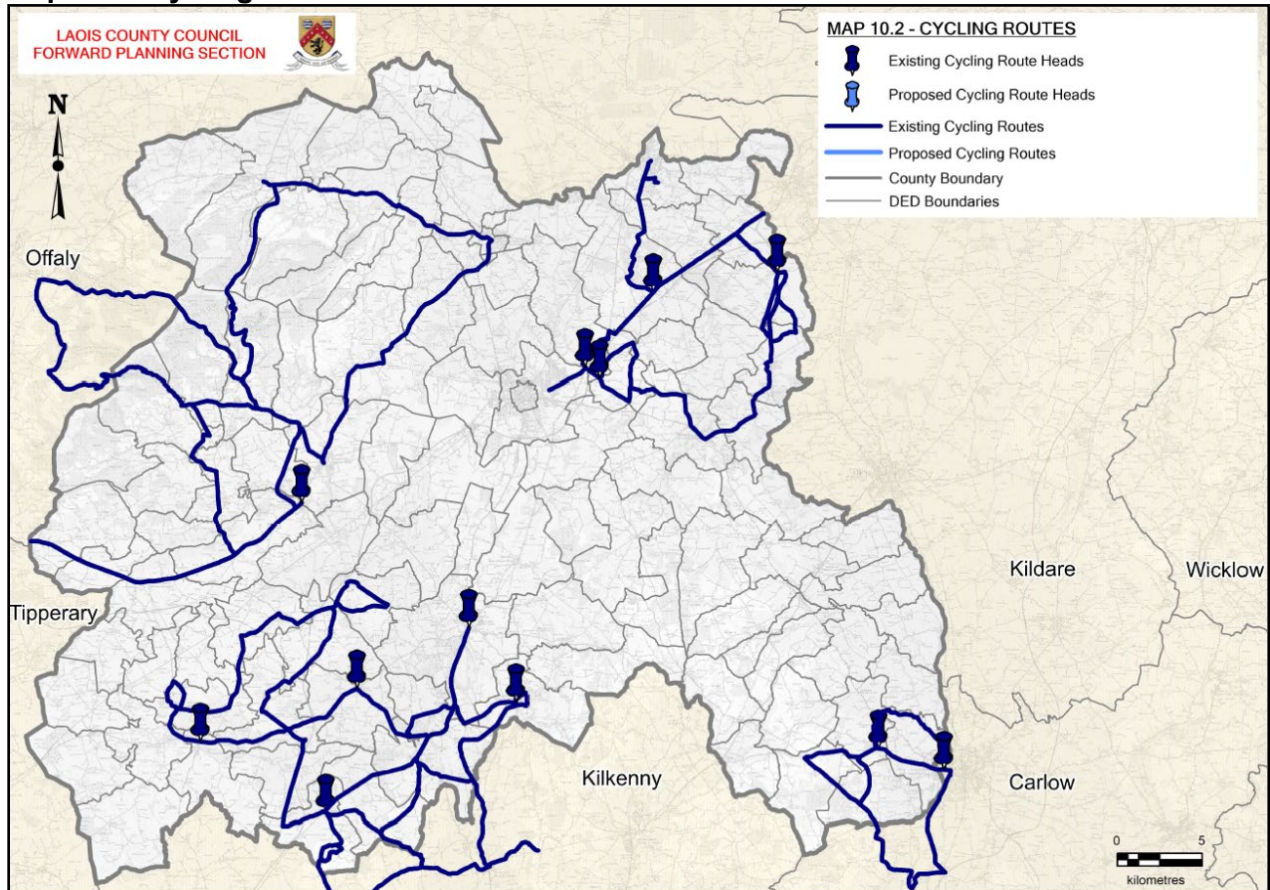 LAOIS COUNTY COUNCIL
FORWARD PLANNING SECTION
N
MAP 10.2 - CYCLING ROUTES
Existing Cycling Route Heads
Proposed Cycling Route Heads
Existing Cycling Routes
Proposed Cycling Routes
County Boundary
DED Boundaries
Offaly
Tipperary
Kildare
Wicklow
Kilkenny
Carlow
0 5
kilometres